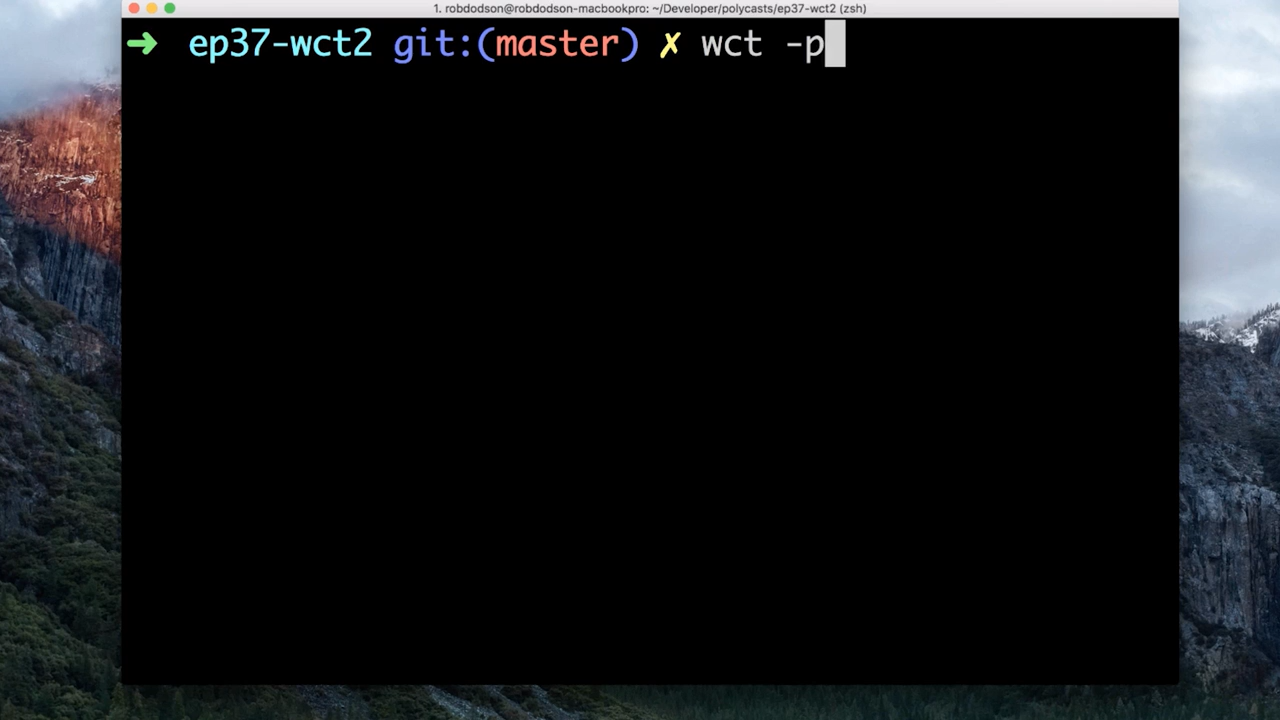 1. robdodson@robdodson-macbookpro: ~/Developer/polycasts/ep37-wct2 (zsh)
➜ ep37-wct2 git:(master) ✗ wct -p